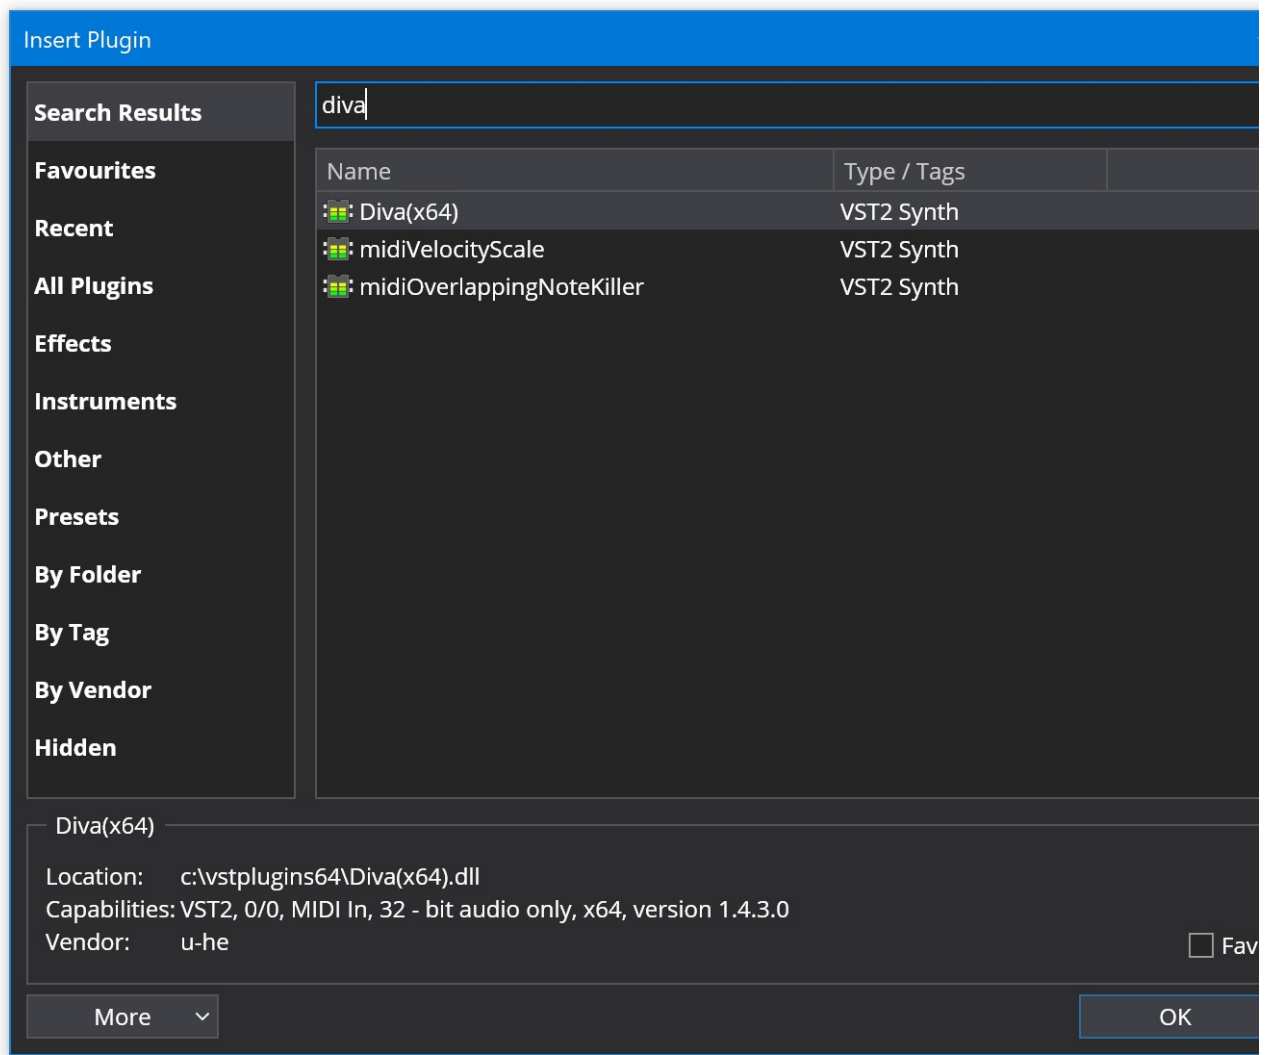 Insert Plugin
Search Results
diva
Favourites
Name Type / Tags
Diva(x64) VST2 Synth
Recent
midiVelocityScale VST2 Synth
All Plugins
midiOverlappingNoteKiller VST2 Synth
Effects
Instruments
Other
Presets
By Folder
By Tag
By Vendor
Hidden
Diva(x64)
Location: c:\vstplugins64\Diva(x64).dll
Capabilities: VST2, 0/0, MIDI In, 32 - bit audio only, x64, version 1.4.3.0
Vendor: u-he
Fav
More
OK